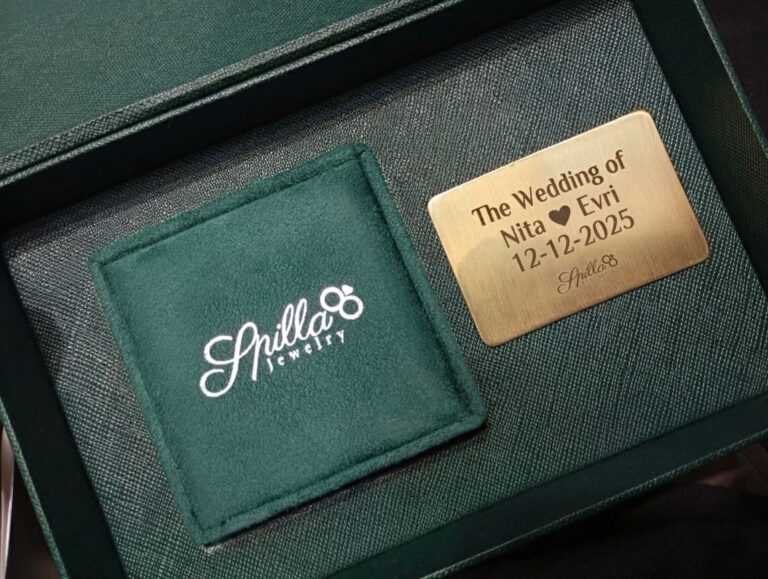 Spilla
jewelry
The Wedding of
Nita ♥ Evri
12-12-2025
Spilla